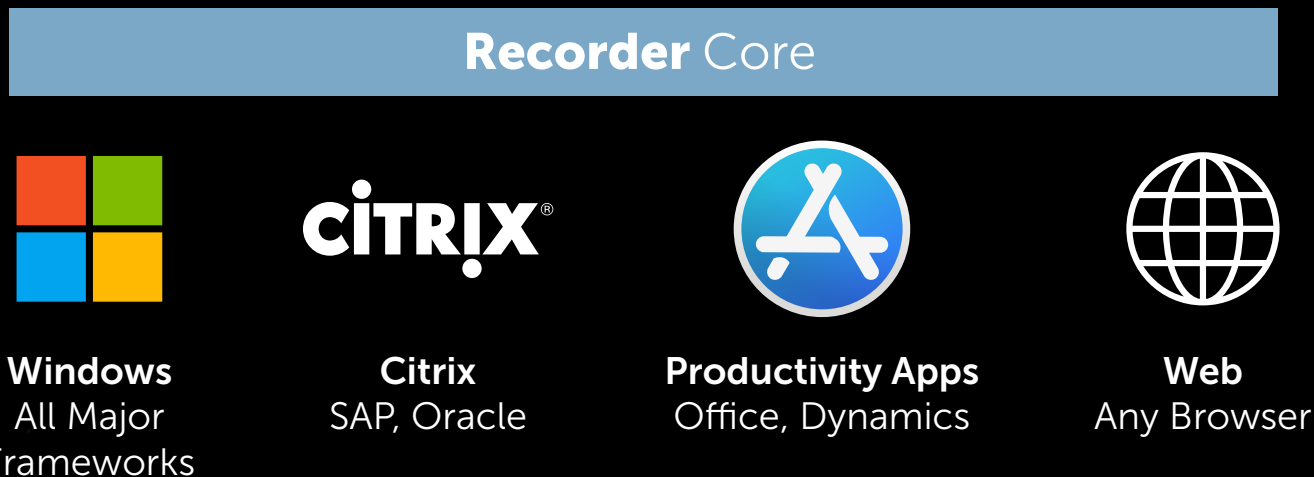 Recorder Core
CiTRIX®
Windows
All Major
Frameworks
Citrix
SAP, Oracle
Productivity Apps
Office, Dynamics
Web
Any Browser